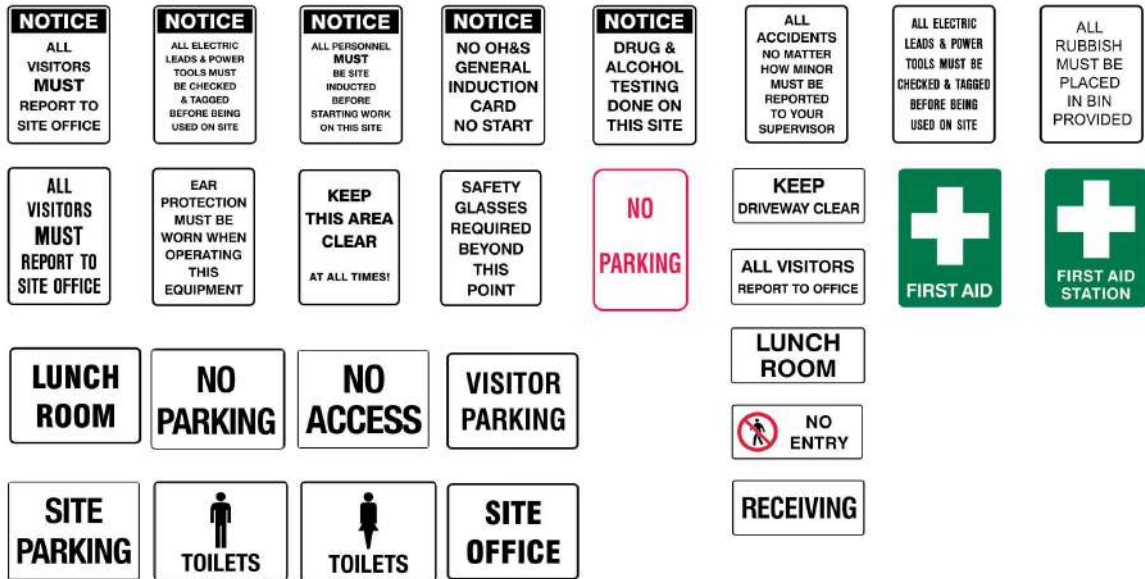 NOTICE
ALL
VISITORS
MUST
REPORT TO
SITE OFFICE
NOTICE
ALL ELECTRIC
LEADS & POWER
TOOLS MUST
BE CHECKED
& TAGGED
BEFORE BEING
USED ON SITE
NOTICE
ALL PERSONNEL
MUST
BE SITE
INDUCTED
BEFORE
STARTING WORK
ON THIS SITE
NOTICE
NO OH&S
GENERAL
INDUCTION
CARD
NO START
NOTICE
DRUG &
ALCOHOL
TESTING
DONE ON
THIS SITE
ALL
ACCIDENTS
NO MATTER
HOW MINOR
MUST BE
REPORTED
TO YOUR
SUPERVISOR
ALL ELECTRIC
LEADS & POWER
TOOLS MUST BE
CHECKED & TAGGED
BEFORE BEING
USED ON SITE
ALL
RUBBISH
MUST BE
PLACED
IN BIN
PROVIDED
ALL
VISITORS
MUST
REPORT TO
SITE OFFICE
EAR
PROTECTION
MUST BE
WORN WHEN
OPERATING
THIS
EQUIPMENT
KEEP
THIS AREA
CLEAR
AT ALL TIMES!
SAFETY
GLASSES
REQUIRED
BEYOND
THIS
POINT
NO
PARKING
KEEP
DRIVEWAY CLEAR
ALL VISITORS
REPORT TO OFFICE
FIRST AID
FIRST AID
STATION
LUNCH
ROOM
NO
PARKING
NO
ACCESS
VISITOR
PARKING
LUNCH
ROOM
NO
ENTRY
SITE
PARKING
TOILETS
TOILETS
SITE
OFFICE
RECEIVING